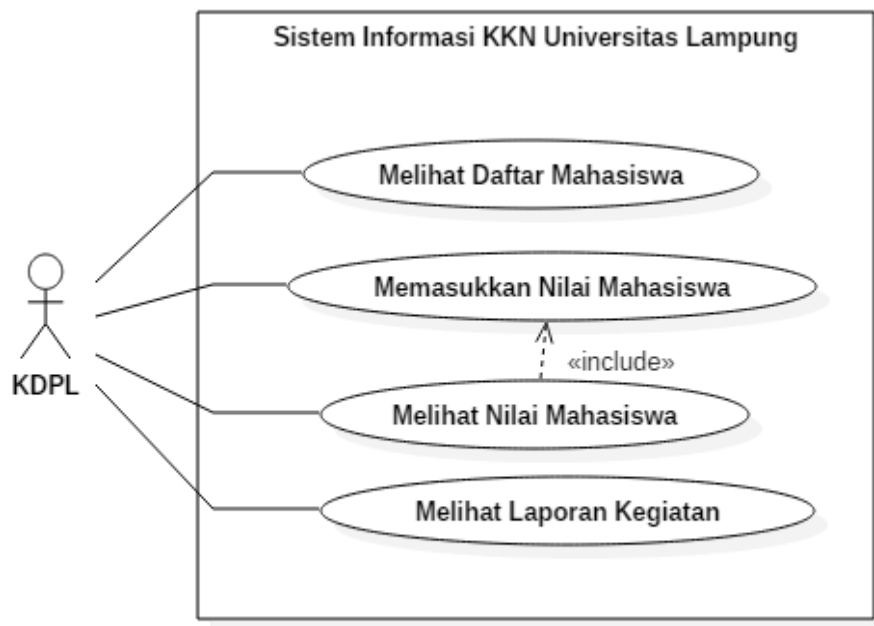 Sistem Informasi KKN Universitas Lampung
Melihat Daftar Mahasiswa
Memasukkan Nilai Mahasiswa
«include»
KDPL
Melihat Nilai Mahasiswa
Melihat Laporan Kegiatan